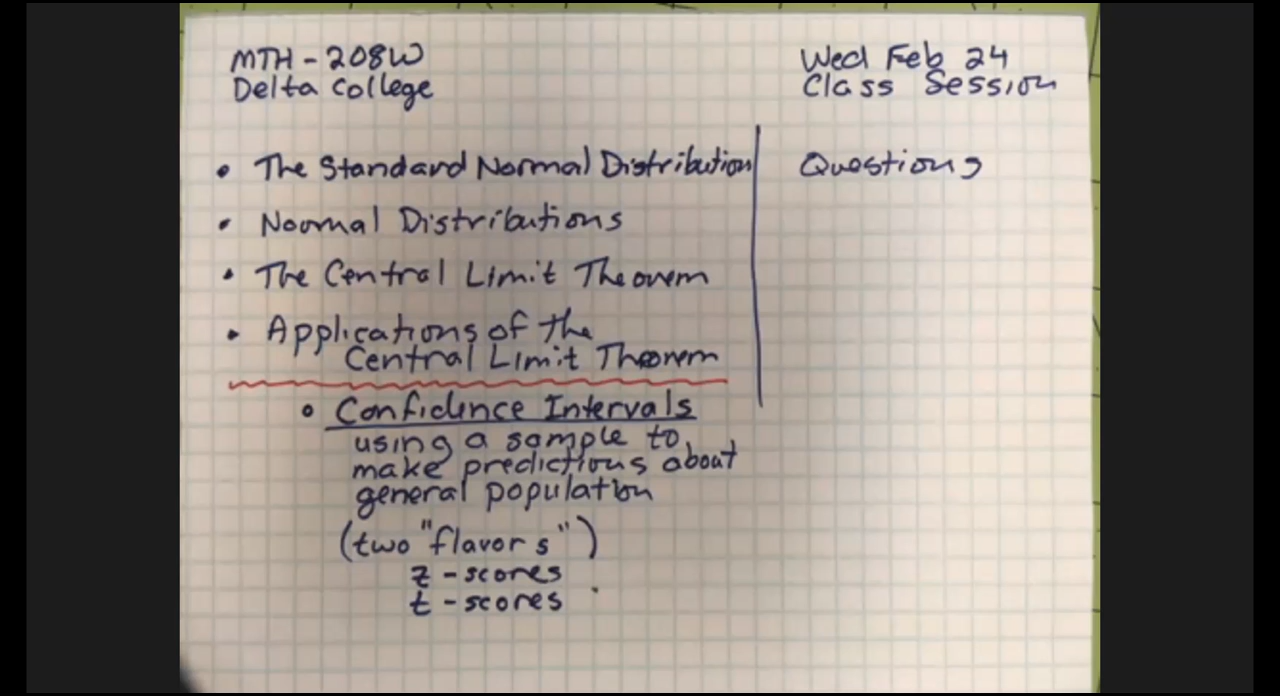 MTH - 208W
Delta College
Wed Feb 24
Class Session
• The Standard Normal Distribution
Questions
• Normal Distributions
• The Central Limit Theorem
• Applications of the
Central Limit Theorem
• Confidence Intervals
using a sample to
make predictions about
general population
(two "flavors")
z - scores
t - scores